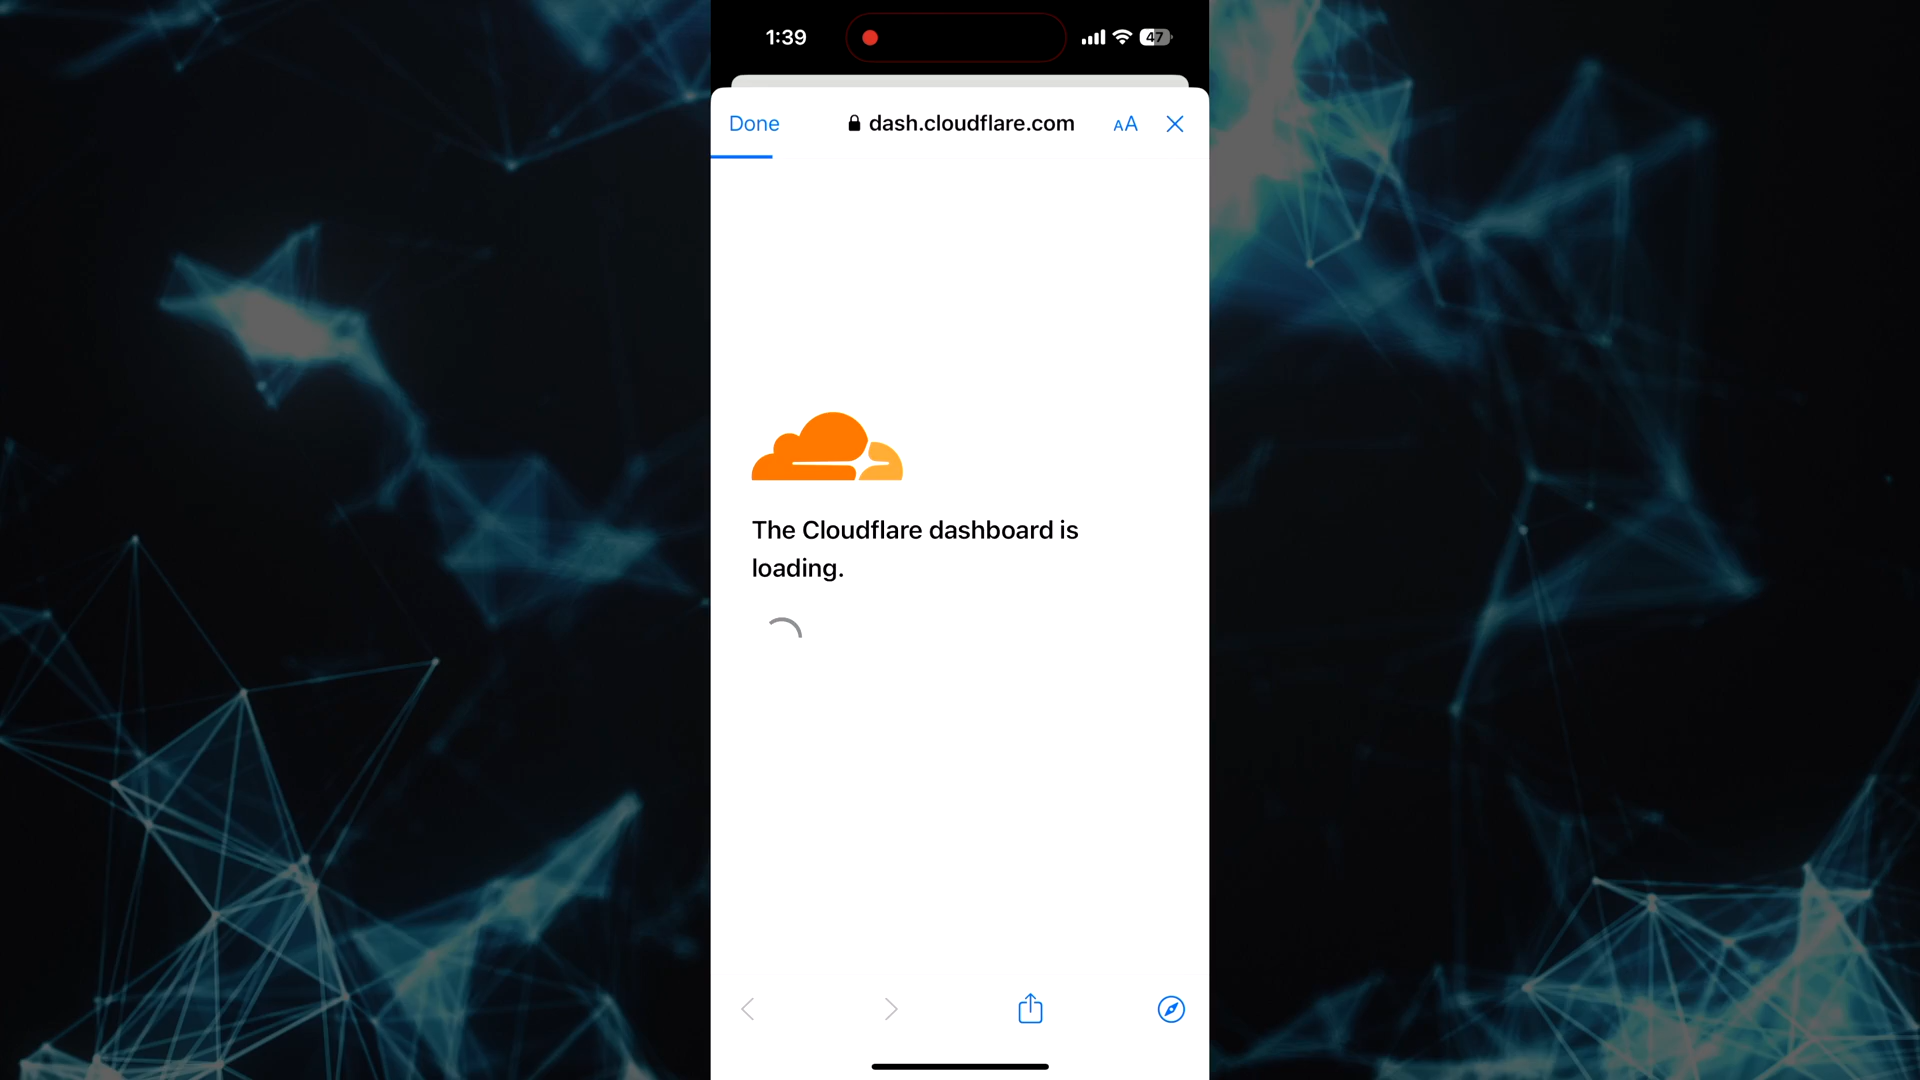 1:39
47
Done
dash.cloudflare.com
AA
The Cloudflare dashboard is
loading.